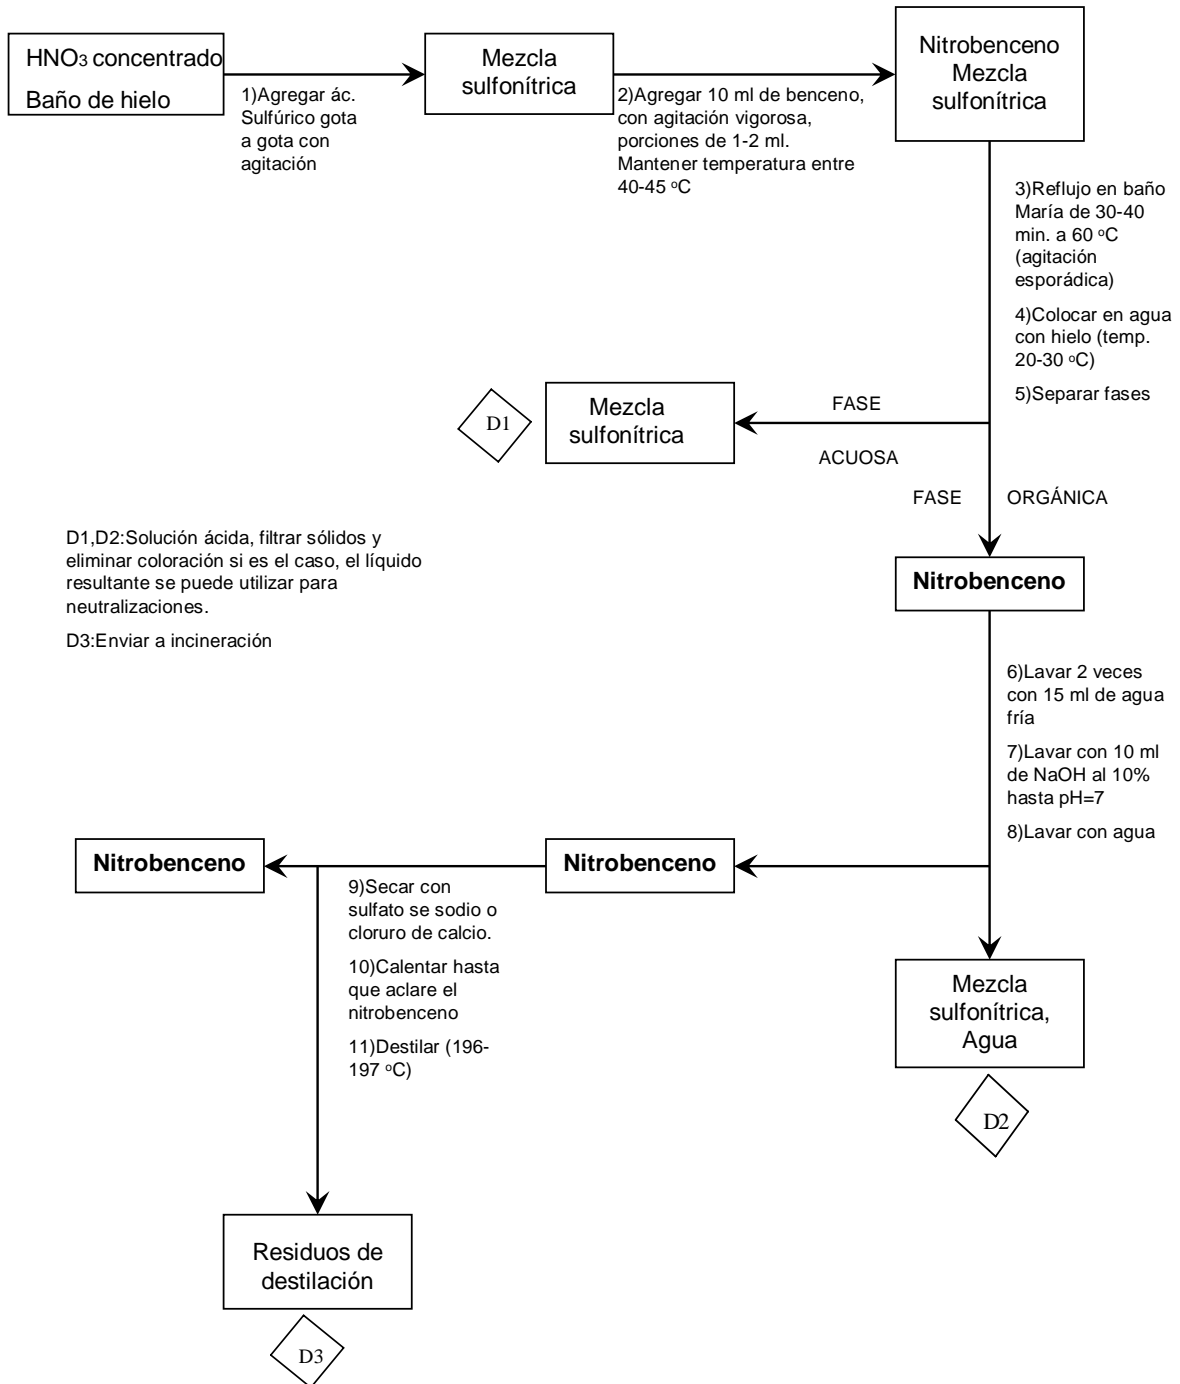 HNO3 concentrado
Baño de hielo
1)Agregar ác.
Sulfúrico gota
a gota con
agitación
Mezcla
sulfonítrica
2)Agregar 10 ml de benceno,
con agitación vigorosa,
porciones de 1-2 ml.
Mantener temperatura entre
40-45 ºC
Nitrobenceno
Mezcla
sulfonítrica
3)Reflujo en baño
María de 30-40
min. a 60 ºC
(agitación
esporádica)
4)Colocar en agua
con hielo (temp.
20-30 ºC)
5)Separar fases
FASE
ACUOSA
Mezcla
sulfonítrica
D1
FASE ORGÁNICA
D1,D2:Solución ácida, filtrar sólidos y
eliminar coloración si es el caso, el líquido
resultante se puede utilizar para
neutralizaciones.
D3:Enviar a incineración
Nitrobenceno
6)Lavar 2 veces
con 15 ml de agua
fría
7)Lavar con 10 ml
de NaOH al 10%
hasta pH=7
8)Lavar con agua
Nitrobenceno
Nitrobenceno
9)Secar con
sulfato se sodio o
cloruro de calcio.
10)Calentar hasta
que aclare el
nitrobenceno
11)Destilar (196-
197 ºC)
Mezcla
sulfonítrica,
Agua
D2
Residuos de
destilación
D3